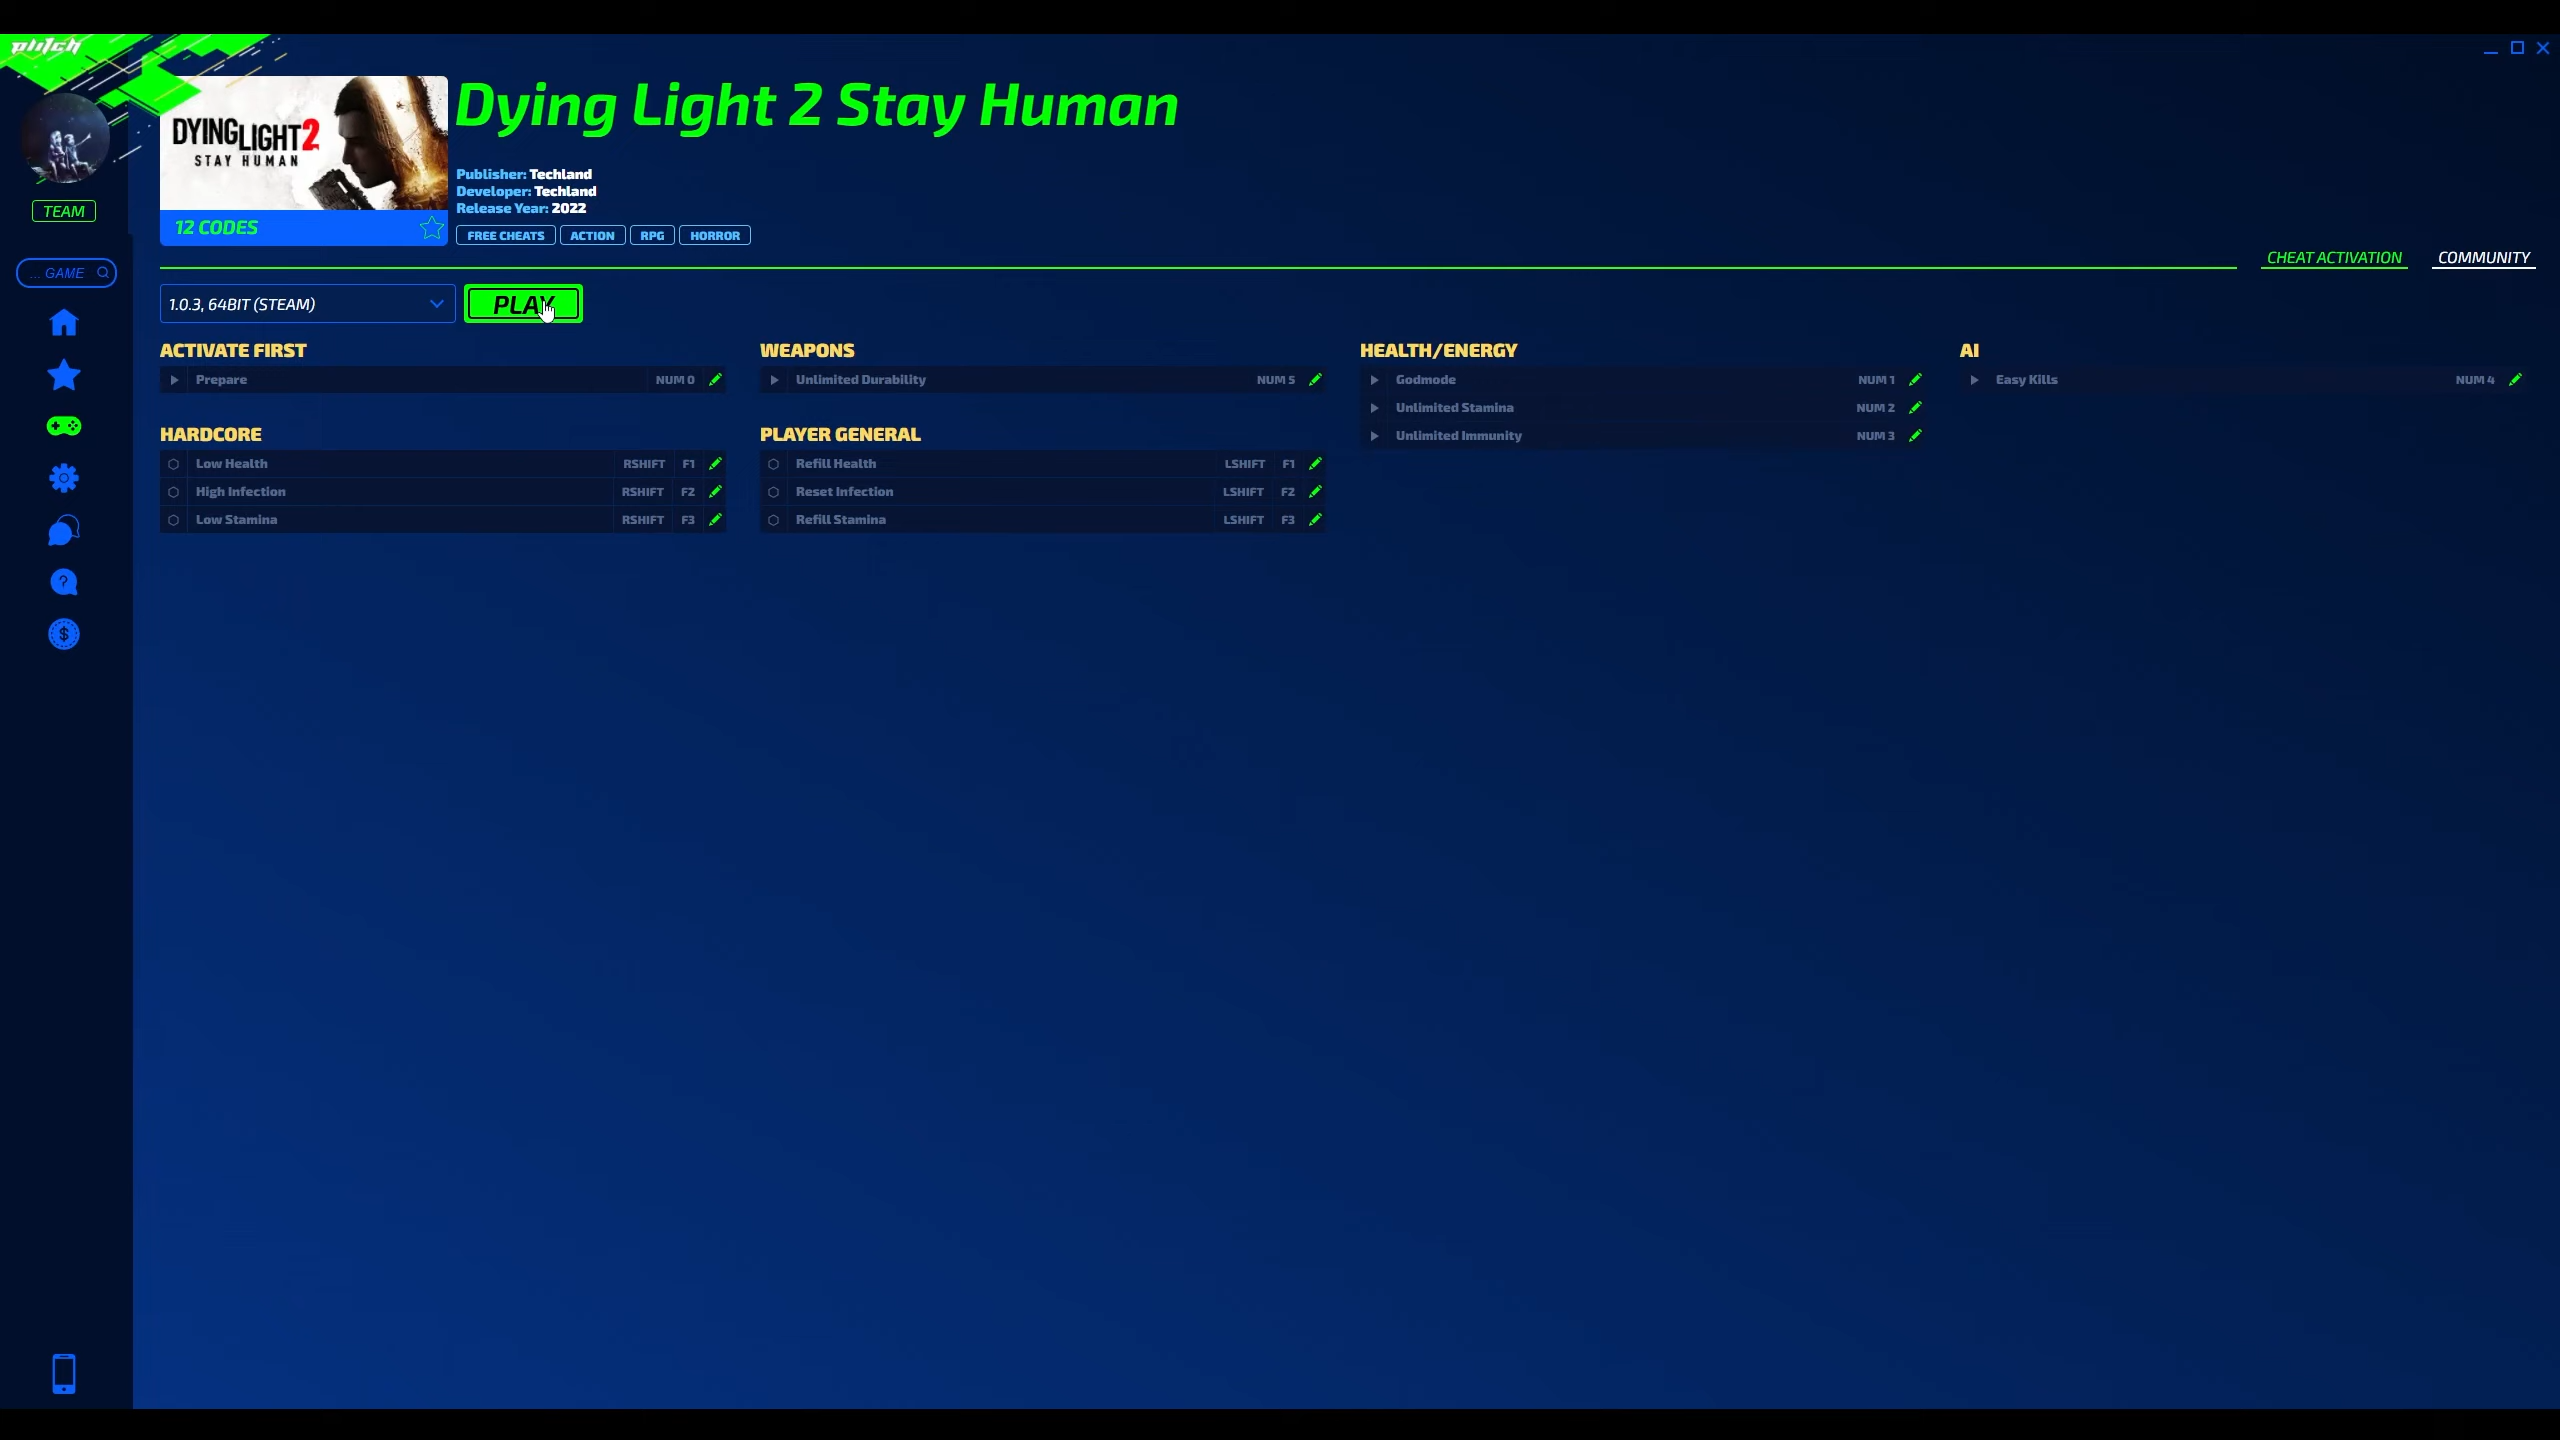 plitch
DYING LIGHT 2
STAY HUMAN
12 CODES
Dying Light 2 Stay Human
Publisher: Techland
Developer: Techland
Release Year: 2022
FREE CHEATS
ACTION
RPG
HORROR
TEAM
... GAME
CHEAT ACTIVATION
COMMUNITY
1.0.3, 64BIT (STEAM)
PLAY
ACTIVATE FIRST
Prepare NUM 0
HARDCORE
Low Health RSHIFT F1
High Infection RSHIFT F2
Low Stamina RSHIFT F3
WEAPONS
Unlimited Durability NUM 5
PLAYER GENERAL
Refill Health LSHIFT F1
Reset Infection LSHIFT F2
Refill Stamina LSHIFT F3
HEALTH/ENERGY
Godmode NUM 1
Unlimited Stamina NUM 2
Unlimited Immunity NUM 3
AI
Easy Kills NUM 4